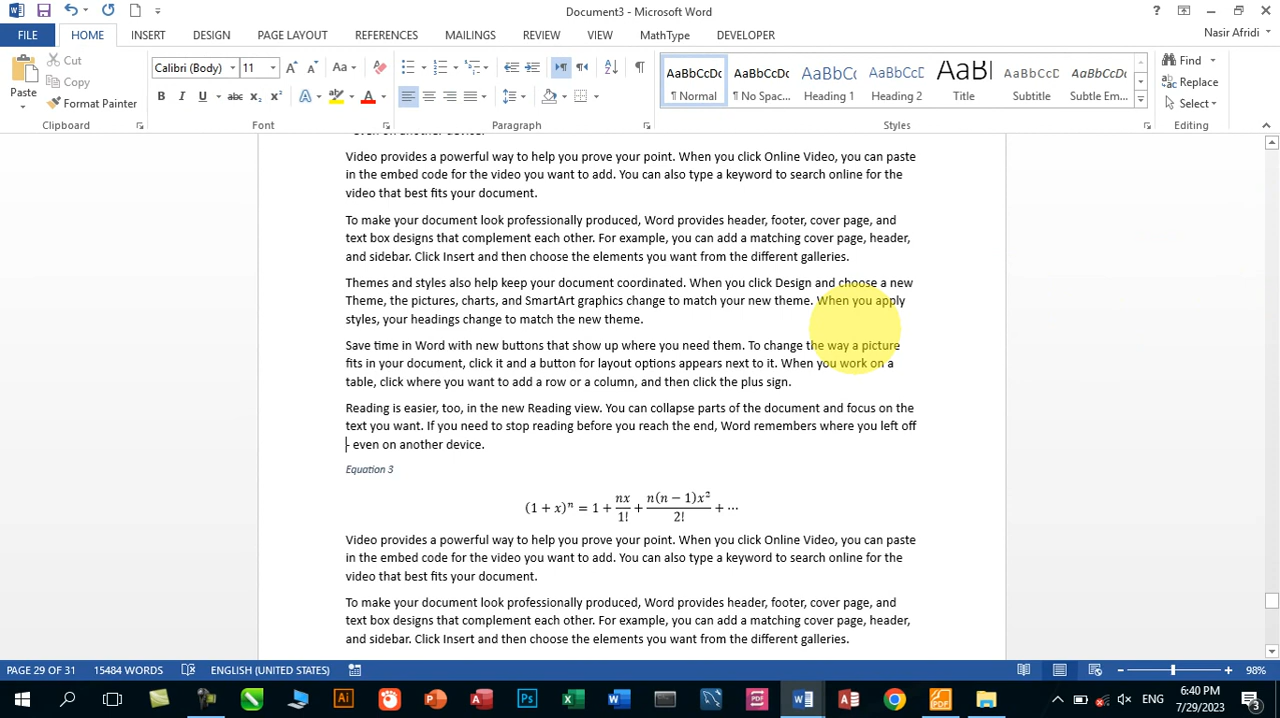 Document3 - Microsoft Word
Nasir Afridi
FILE
HOME
INSERT
DESIGN
PAGE LAYOUT
REFERENCES
MAILINGS
REVIEW
VIEW
MathType
DEVELOPER
Paste
Cut
Copy
Format Painter
Clipboard
Calibri (Body)
11
Font
Paragraph
AaBbCcDc
¶ Normal
AaBbCcDc
¶ No Spac...
AaBbCc
Heading 1
AaBbCcC
Heading 2
AaBl
Title
AaBbCcD
Subtitle
AaBbCcDc
Subtle Em...
Styles
Find
Replace
Select
Editing
- even on another device.
Video provides a powerful way to help you prove your point. When you click Online Video, you can paste
in the embed code for the video you want to add. You can also type a keyword to search online for the
video that best fits your document.
To make your document look professionally produced, Word provides header, footer, cover page, and
text box designs that complement each other. For example, you can add a matching cover page, header,
and sidebar. Click Insert and then choose the elements you want from the different galleries.
Themes and styles also help keep your document coordinated. When you click Design and choose a new
Theme, the pictures, charts, and SmartArt graphics change to match your new theme. When you apply
styles, your headings change to match the new theme.
Save time in Word with new buttons that show up where you need them. To change the way a picture
fits in your document, click it and a button for layout options appears next to it. When you work on a
table, click where you want to add a row or a column, and then click the plus sign.
Reading is easier, too, in the new Reading view. You can collapse parts of the document and focus on the
text you want. If you need to stop reading before you reach the end, Word remembers where you left off
- even on another device.
Equation 3
(1 + x)ⁿ = 1 + nx/1! + n(n − 1)x²/2! + ⋯
Video provides a powerful way to help you prove your point. When you click Online Video, you can paste
in the embed code for the video you want to add. You can also type a keyword to search online for the
video that best fits your document.
To make your document look professionally produced, Word provides header, footer, cover page, and
text box designs that complement each other. For example, you can add a matching cover page, header,
and sidebar. Click Insert and then choose the elements you want from the different galleries.
PAGE 29 OF 31
15484 WORDS
ENGLISH (UNITED STATES)
98%
ENG
6:40 PM
7/29/2023
3